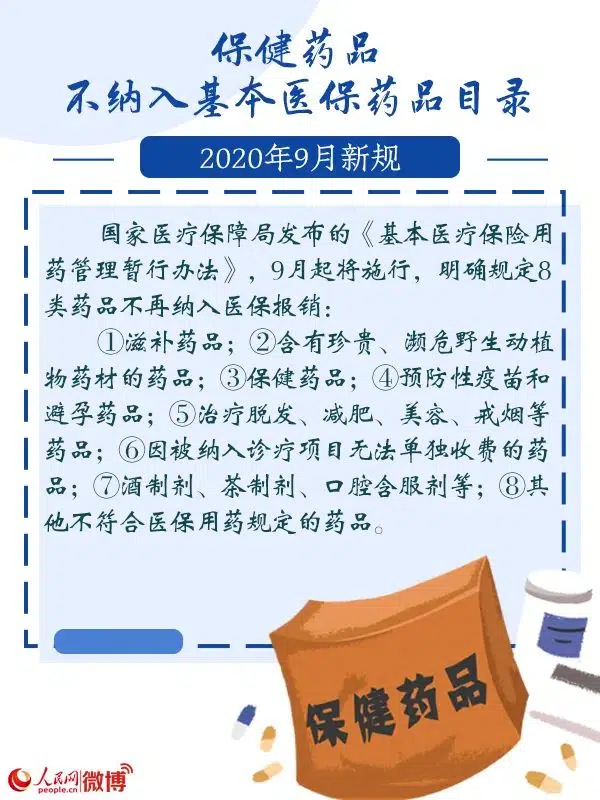 保健药品
不纳入基本医保药品目录
2020年9月新规
国家医疗保障局发布的《基本医疗保险用
药管理暂行办法》，9月起将施行，明确规定8
类药品不再纳入医保报销：
①滋补药品；②含有珍贵、濒危野生动植
物药材的药品；③保健药品；④预防性疫苗和
避孕药品；⑤治疗脱发、减肥、美容、戒烟等
药品；⑥因被纳入诊疗项目无法单独收费的药
品；⑦酒制剂、茶制剂、口腔含服剂等；⑧其
他不符合医保用药规定的药品。
保健药品
人民网 微博
people.cn